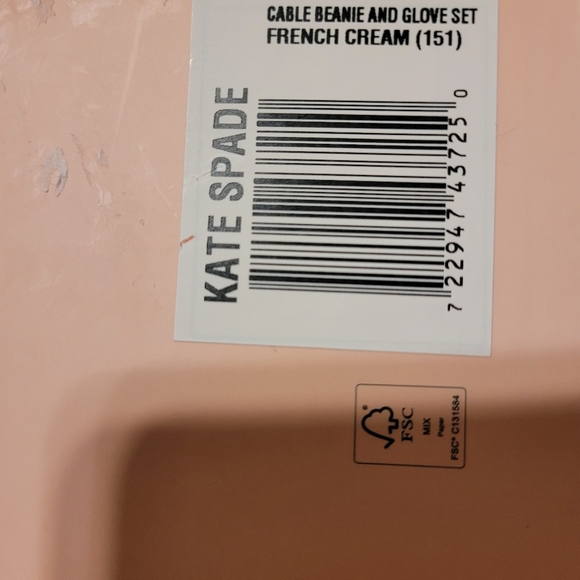 CABLE BEANIE AND GLOVE SET
FRENCH CREAM (151)
KATE SPADE
7 22947 43725 0
FSC
MIX
Paper
FSC® C131584